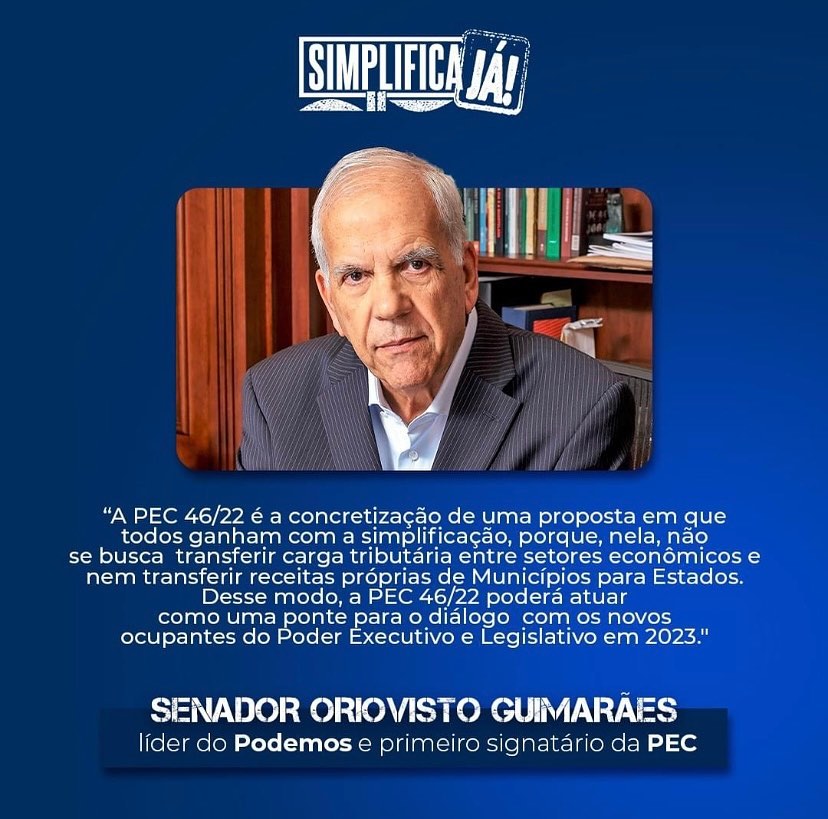 SIMPLIFICA JÁ!
“A PEC 46/22 é a concretização de uma proposta em que
todos ganham com a simplificação, porque, nela, não
se busca transferir carga tributária entre setores econômicos e
nem transferir receitas próprias de Municípios para Estados.
Desse modo, a PEC 46/22 poderá atuar
como uma ponte para o diálogo com os novos
ocupantes do Poder Executivo e Legislativo em 2023."
SENADOR ORIOVISTO GUIMARÃES
líder do Podemos e primeiro signatário da PEC